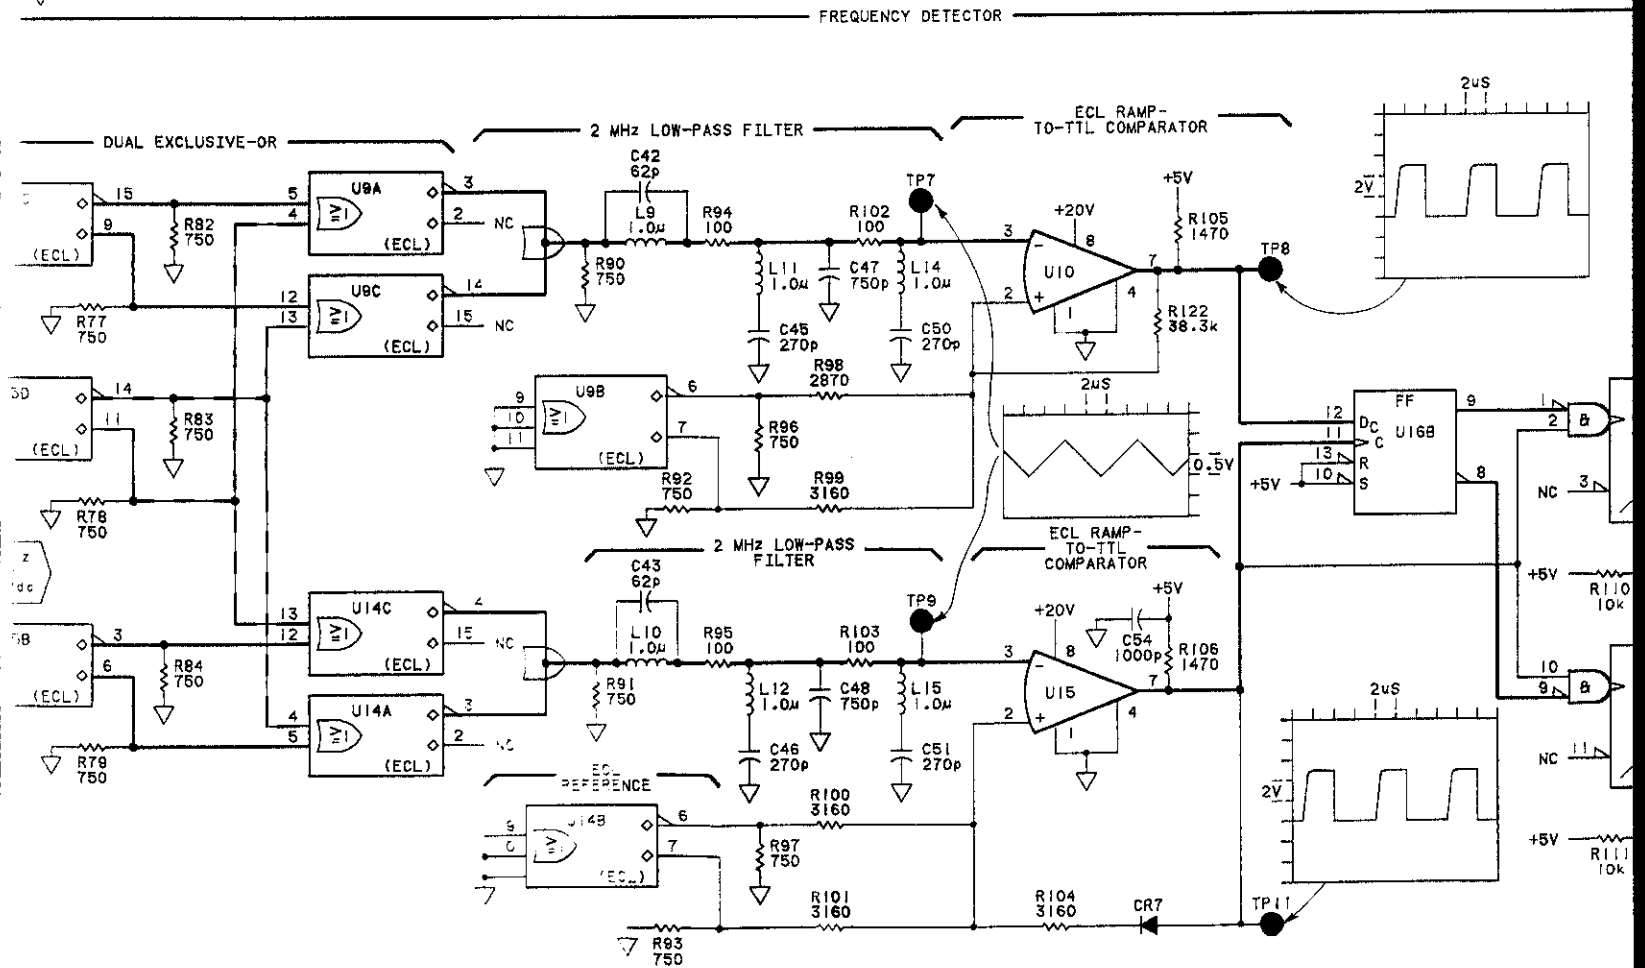 FREQUENCY DETECTOR
DUAL EXCLUSIVE-OR
2 MHz LOW-PASS FILTER
ECL RAMP-
TO-TTL COMPARATOR
2uS
2V
15
9
(ECL)
R82
750
R77
750
5
4
U9A
(ECL)
3
2
NC
12
13
U9C
(ECL)
14
15
NC
R90
750
C42
62p
L9
1.0µ
R94
100
L11
1.0µ
C45
270p
C47
750p
R102
100
L14
1.0µ
C50
270p
TP7
3
2
U10
+20V
8
1
4
7
+5V
R105
1470
R122
38.3k
TP8
14
11
(ECL)
R83
750
R78
750
9
10
11
U9B
(ECL)
6
7
R96
750
R92
750
R98
2870
R99
3160
2uS
0.5V
12
11
13
10
+5V
D
C
C
R
S
FF
U16B
9
8
1
2
&
NC
3
+5V
R110
10k
2 MHz LOW-PASS
FILTER
ECL RAMP-
TO-TTL
COMPARATOR
3
6
(ECL)
R84
750
R79
750
13
12
U14C
(ECL)
4
15
NC
4
5
U14A
(ECL)
3
2
R91
750
C43
62p
L10
1.0µ
R95
100
L12
1.0µ
C46
270p
C48
750p
R103
100
L15
1.0µ
C51
270p
TP9
3
2
U15
+20V
8
1
4
7
+5V
C54
1000p
R106
1470
10
9
&
NC
11
+5V
R111
10k
2uS
2V
TP11
REFERENCE
9
6
7
(ECL)
R97
750
R93
750
R100
3160
R101
3160
R104
3160
CR7